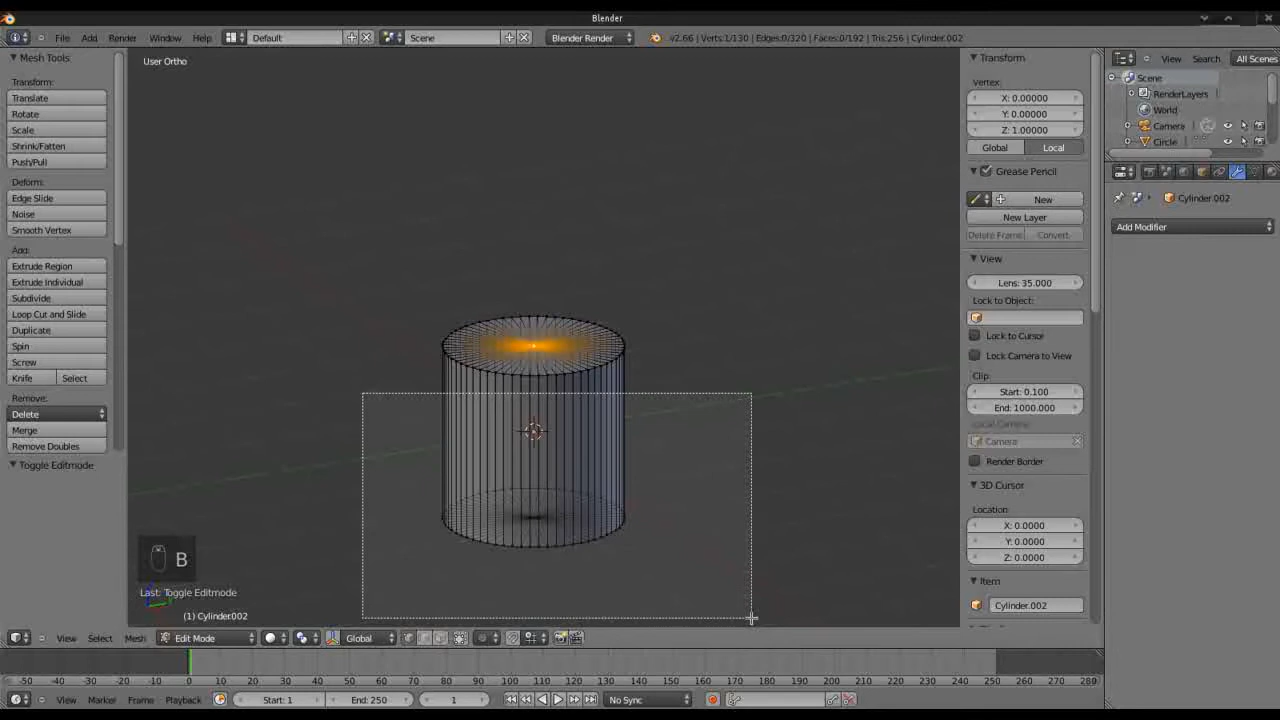 Blender
File Add Render Window Help Default Scene Blender Render v2.66 | Verts:1/130 | Edges:0/320 | Faces:0/192 | Tris:256 | Cylinder.002
Mesh Tools
Transform:
Translate
Rotate
Scale
Shrink/Fatten
Push/Pull
Deform:
Edge Slide
Noise
Smooth Vertex
Add:
Extrude Region
Extrude Individual
Subdivide
Loop Cut and Slide
Duplicate
Spin
Screw
Knife Select
Remove:
Delete
Merge
Remove Doubles
Toggle Editmode
User Ortho
B
Last: Toggle Editmode
(1) Cylinder.002
Transform
Vertex:
X: 0.00000
Y: 0.00000
Z: 1.00000
Global Local
Grease Pencil
New
New Layer
Delete Frame Convert
View
Lens: 35.000
Lock to Object:
Lock to Cursor
Lock Camera to View
Clip:
Start: 0.100
End: 1000.000
Local Camera:
Camera
Render Border
3D Cursor
Location:
X: 0.0000
Y: 0.0000
Z: 0.0000
Item
Cylinder.002
View Search All Scenes
Scene
RenderLayers
World
Camera
Circle
Cylinder.002
Add Modifier
View Select Mesh Edit Mode Global
0 10 20 30 40 50 60 70 80 90 100 110 120 130 140 150 160 170 180 190 200 210 220 230 240 250 260 270 280
View Marker Frame Playback Start: 1 End: 250 1 No Sync